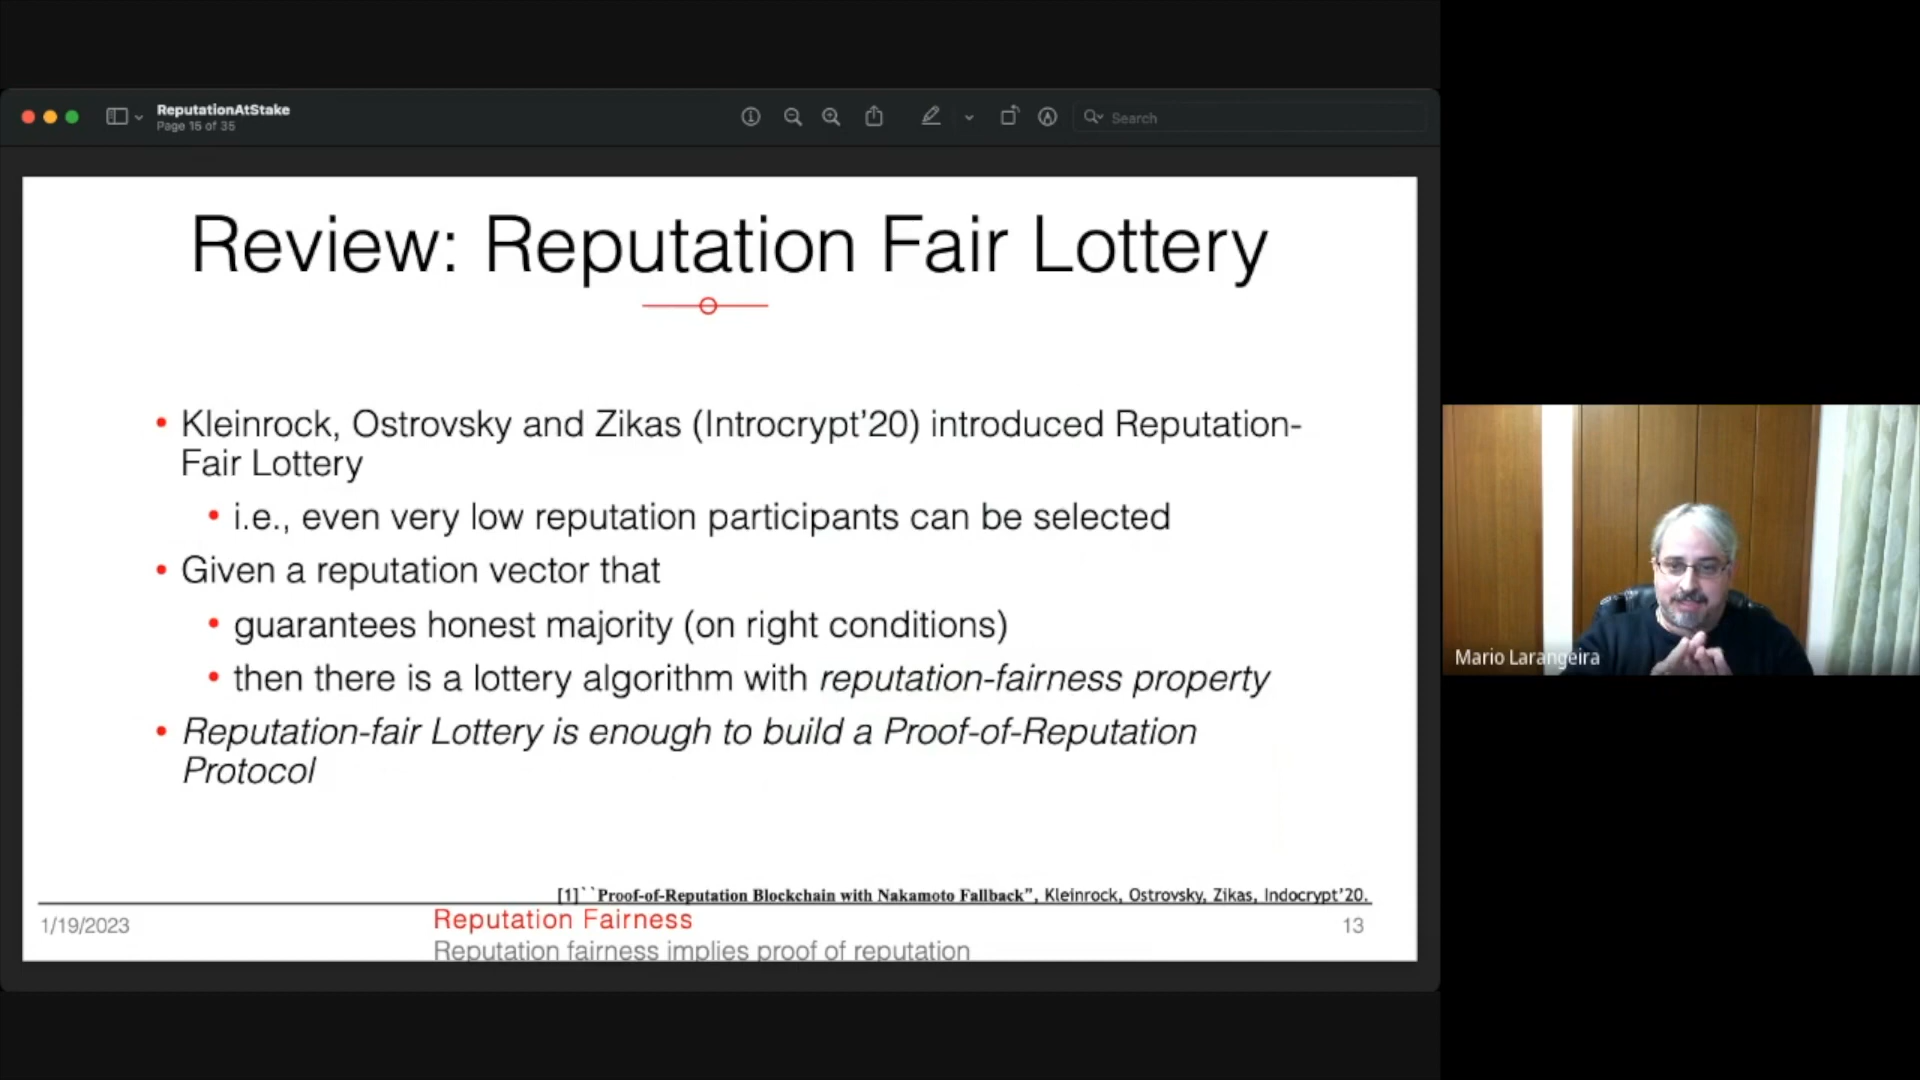 ReputationAtStake
Page 15 of 35
Search
Review: Reputation Fair Lottery
• Kleinrock, Ostrovsky and Zikas (Introcrypt’20) introduced Reputation-
Fair Lottery
• i.e., even very low reputation participants can be selected
• Given a reputation vector that
• guarantees honest majority (on right conditions)
• then there is a lottery algorithm with reputation-fairness property
• Reputation-fair Lottery is enough to build a Proof-of-Reputation
Protocol
[1]``Proof-of-Reputation Blockchain with Nakamoto Fallback”, Kleinrock, Ostrovsky, Zikas, Indocrypt’20.
1/19/2023
Reputation Fairness
13
Reputation fairness implies proof of reputation
Mario Larangeira